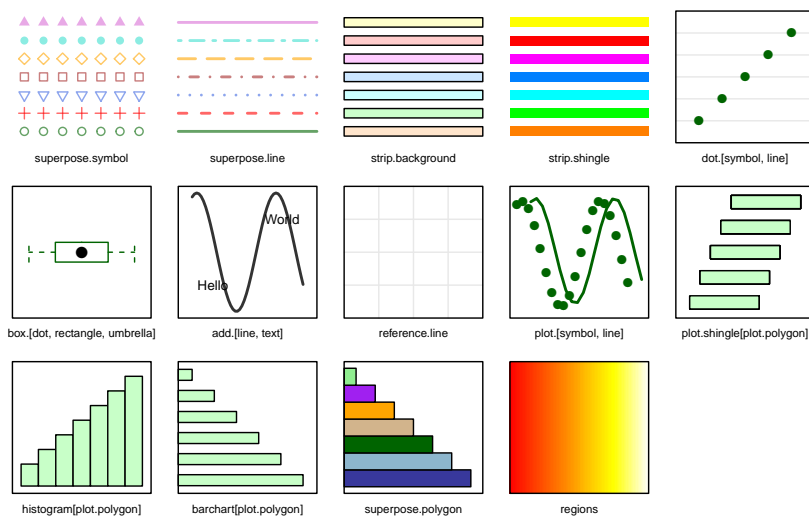 superpose.symbol
superpose.line
strip.background
strip.shingle
dot.[symbol, line]
World
Hello
box.[dot, rectangle, umbrella]
add.[line, text]
reference.line
plot.[symbol, line]
plot.shingle[plot.polygon]
histogram[plot.polygon]
barchart[plot.polygon]
superpose.polygon
regions